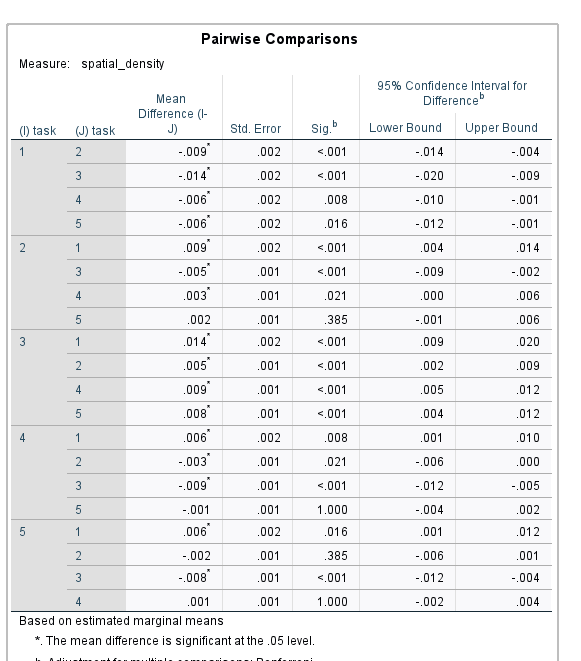 Pairwise Comparisons
Measure: spatial_density
(I) task (J) task Mean Difference (I-J) Std. Error Sig.b 95% Confidence Interval for Differenceb
Lower Bound Upper Bound
1 2 -.009* .002 <.001 -.014 -.004
3 -.014* .002 <.001 -.020 -.009
4 -.006* .002 .008 -.010 -.001
5 -.006* .002 .016 -.012 -.001
2 1 .009* .002 <.001 .004 .014
3 -.005* .001 <.001 -.009 -.002
4 .003* .001 .021 .000 .006
5 .002 .001 .385 -.001 .006
3 1 .014* .002 <.001 .009 .020
2 .005* .001 <.001 .002 .009
4 .009* .001 <.001 .005 .012
5 .008* .001 <.001 .004 .012
4 1 .006* .002 .008 .001 .010
2 -.003* .001 .021 -.006 .000
3 -.009* .001 <.001 -.012 -.005
5 -.001 .001 1.000 -.004 .002
5 1 .006* .002 .016 .001 .012
2 -.002 .001 .385 -.006 .001
3 -.008* .001 <.001 -.012 -.004
4 .001 .001 1.000 -.002 .004
Based on estimated marginal means
*. The mean difference is significant at the .05 level.
b. Adjustment for multiple comparisons: Bonferroni.